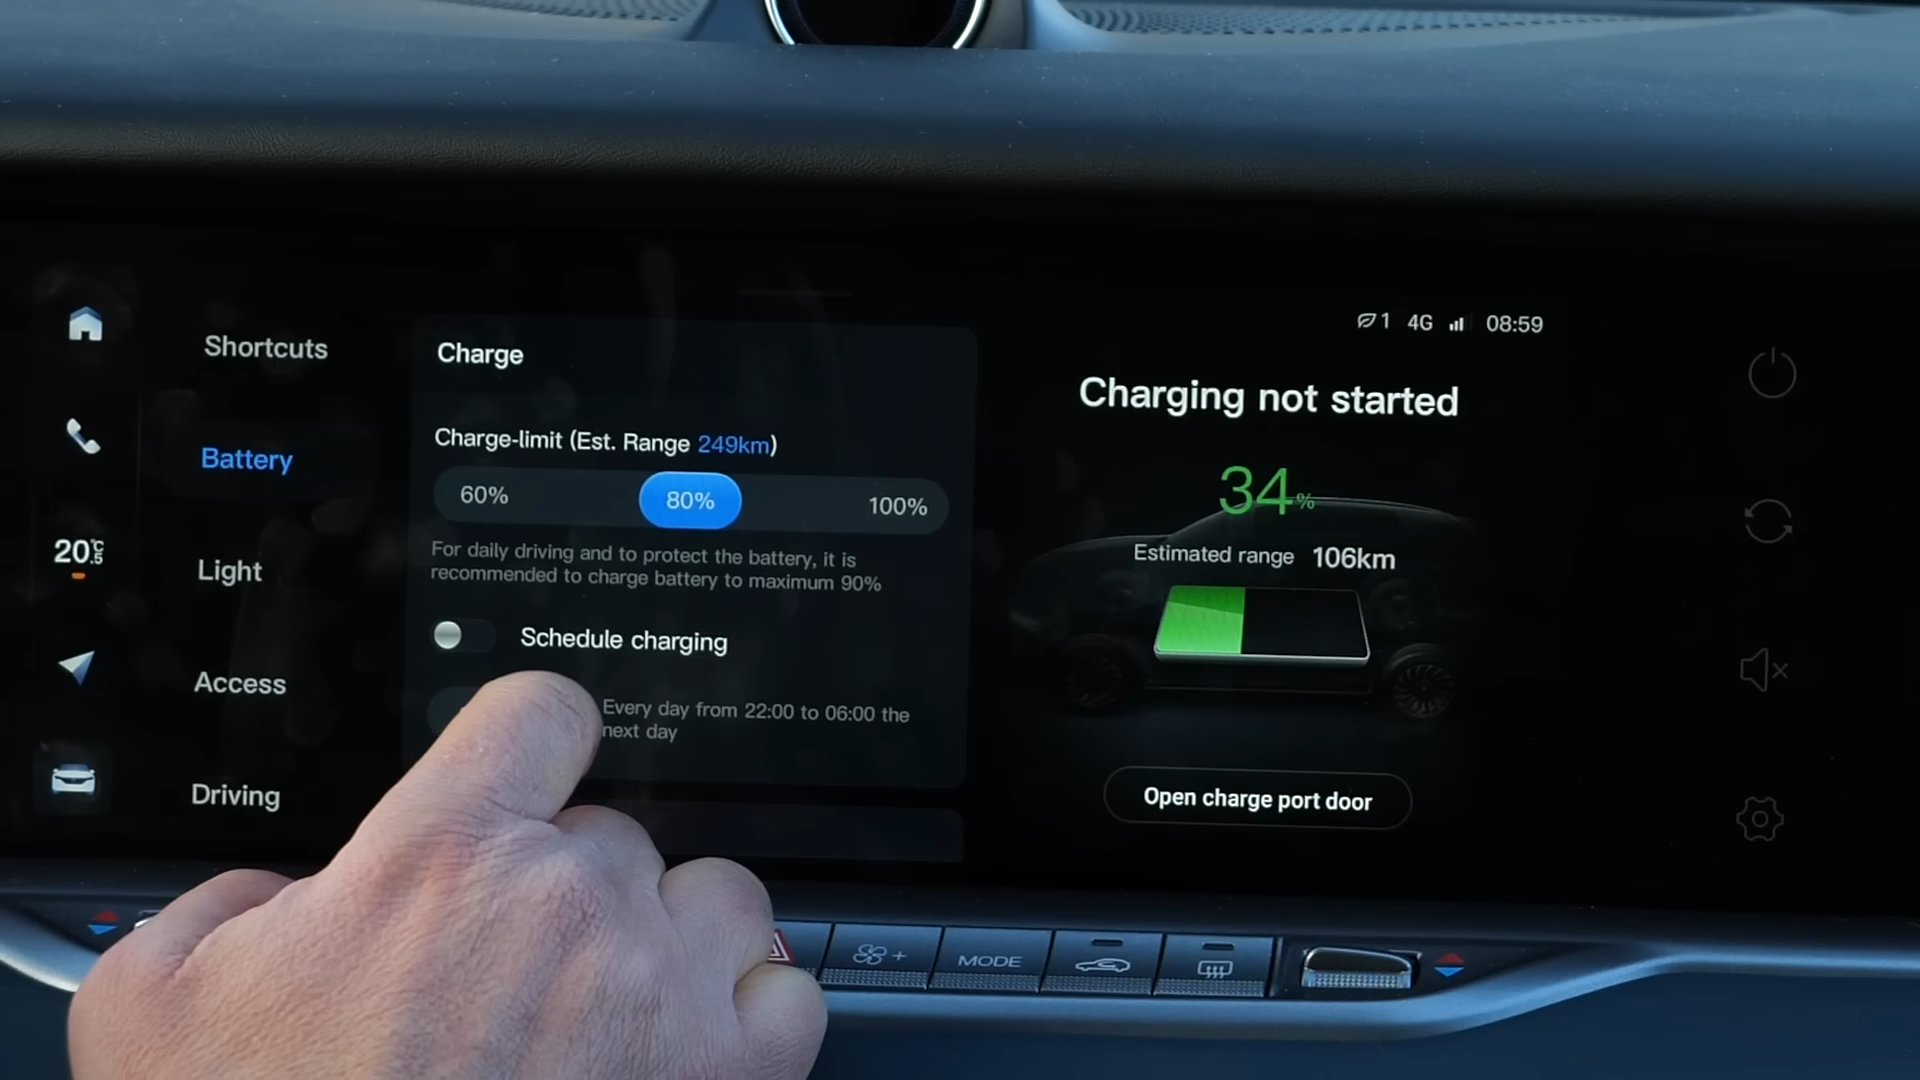 1 4G 08:59
Shortcuts
Battery
Light
Access
Driving
20.5
°C
Charge
Charge-limit (Est. Range 249km)
60% 80% 100%
For daily driving and to protect the battery, it is
recommended to charge battery to maximum 90%
Schedule charging
Every day from 22:00 to 06:00 the
next day
Charging not started
34%
Estimated range 106km
Open charge port door
+ MODE